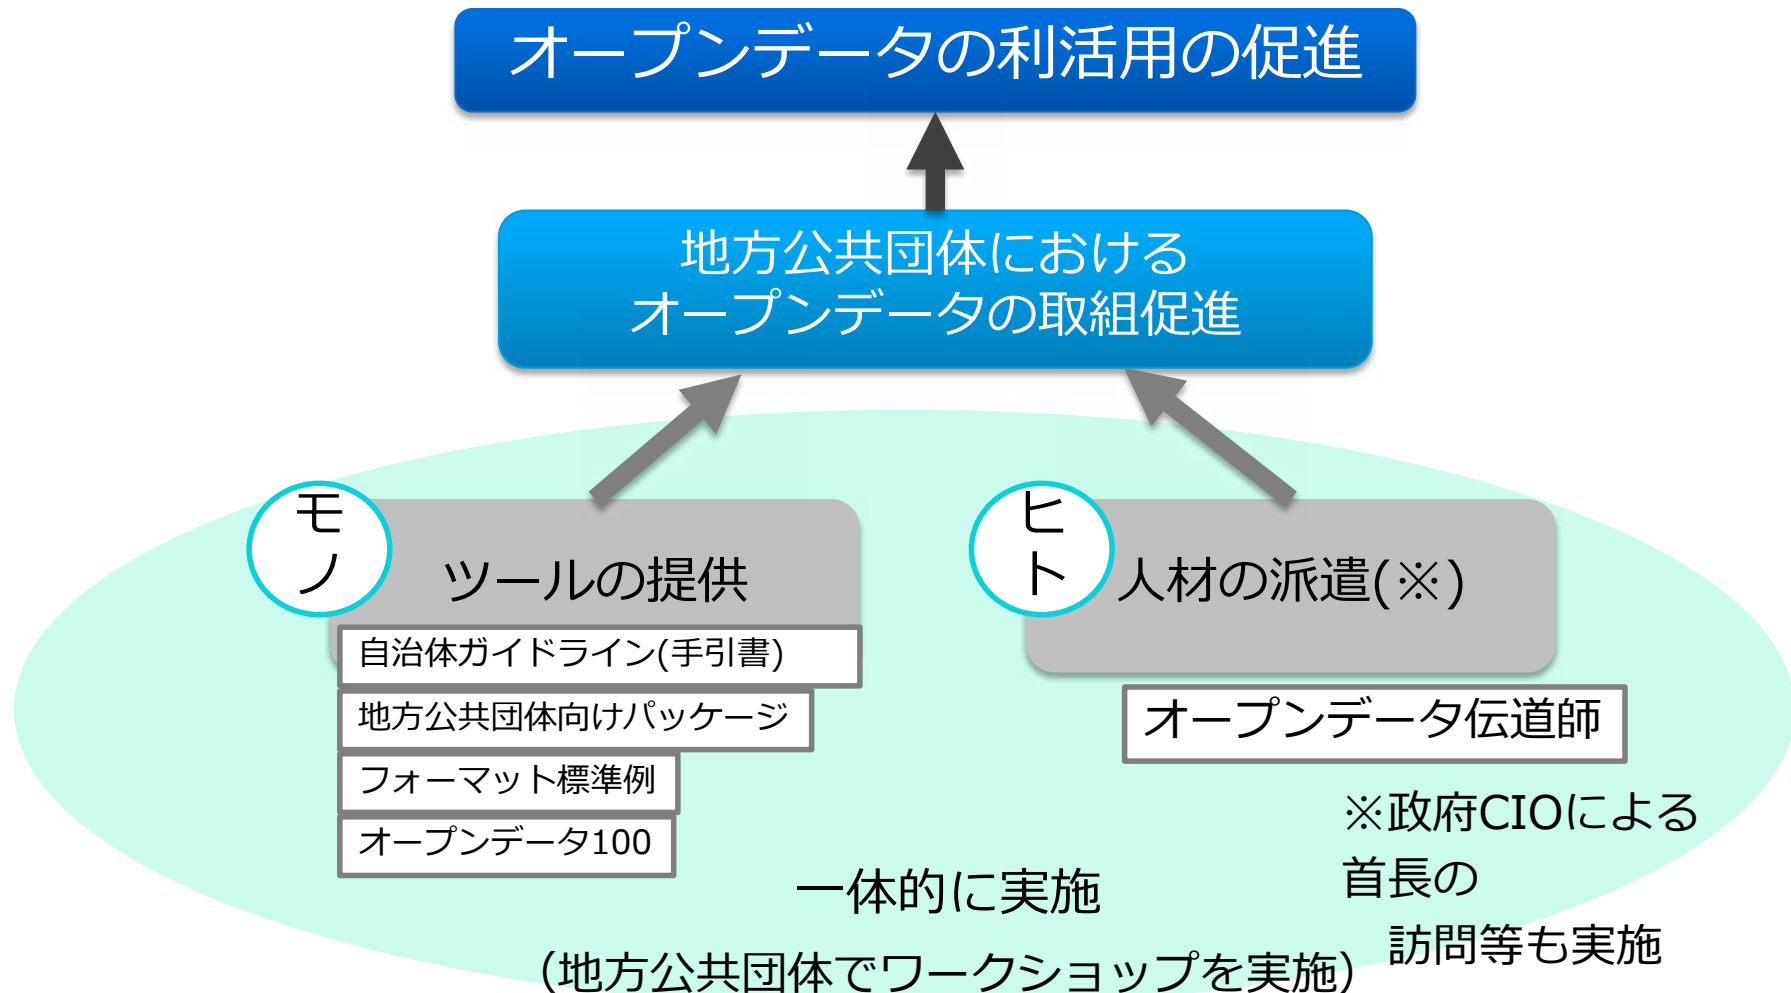 オープンデータの利活用の促進
地方公共団体における
オープンデータの取組促進
モ
ノ
ツールの提供
自治体ガイドライン(手引書)
地方公共団体向けパッケージ
フォーマット標準例
オープンデータ100
ヒ
ト
人材の派遣(※)
オープンデータ伝道師
※政府CIOによる
首長の
訪問等も実施
一体的に実施
（地方公共団体でワークショップを実施）